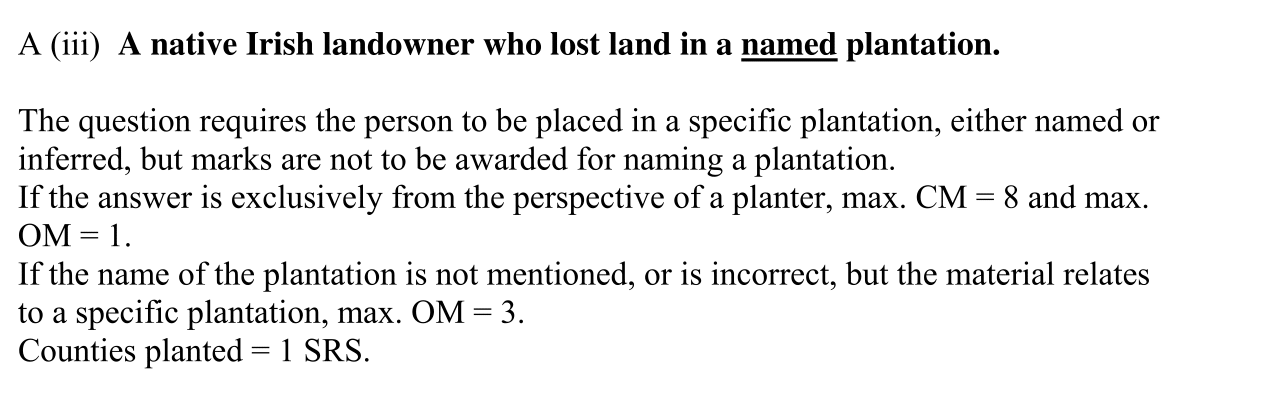 A (iii) A native Irish landowner who lost land in a named plantation.
The question requires the person to be placed in a specific plantation, either named or
inferred, but marks are not to be awarded for naming a plantation.
If the answer is exclusively from the perspective of a planter, max. CM = 8 and max.
OM = 1.
If the name of the plantation is not mentioned, or is incorrect, but the material relates
to a specific plantation, max. OM = 3.
Counties planted = 1 SRS.